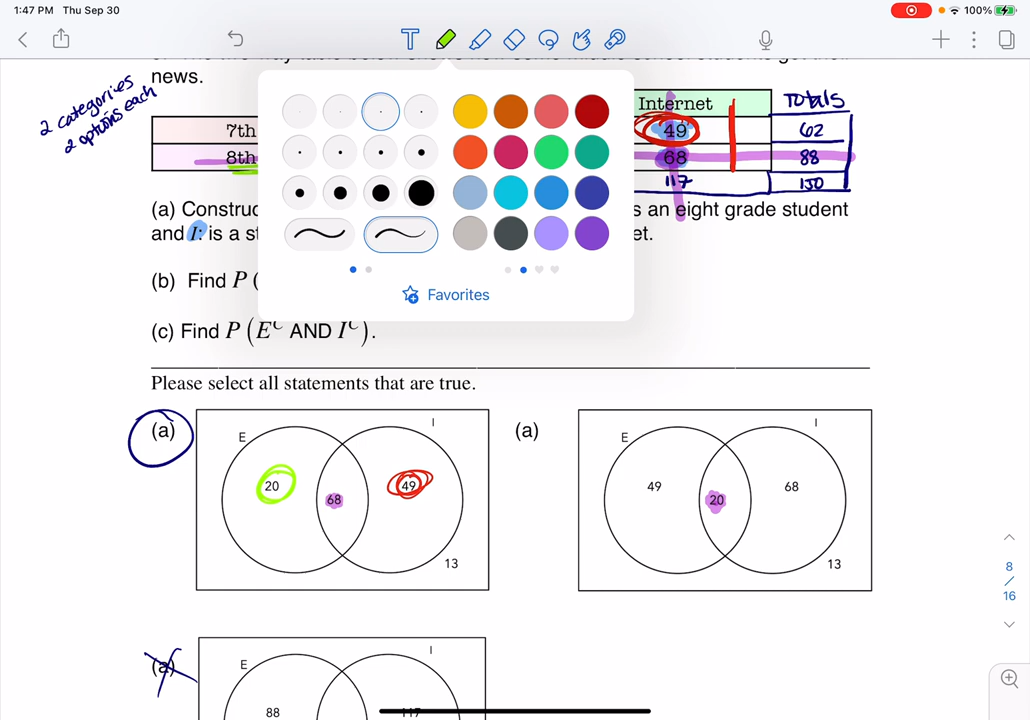 1:47 PM Thu Sep 30
100%
T
news.
2 categories
2 options each
Internet
Totals
7th
49
62
8th
68
88
117
150
(a) Construc
s an eight grade student
and I: is a st
et.
(b) Find P (
Favorites
(c) Find P (E^C AND I^C).
Please select all statements that are true.
(a)
E
I
20
68
49
13
(a)
E
I
49
20
68
13
8
/
16
(a)
E
I
88
117